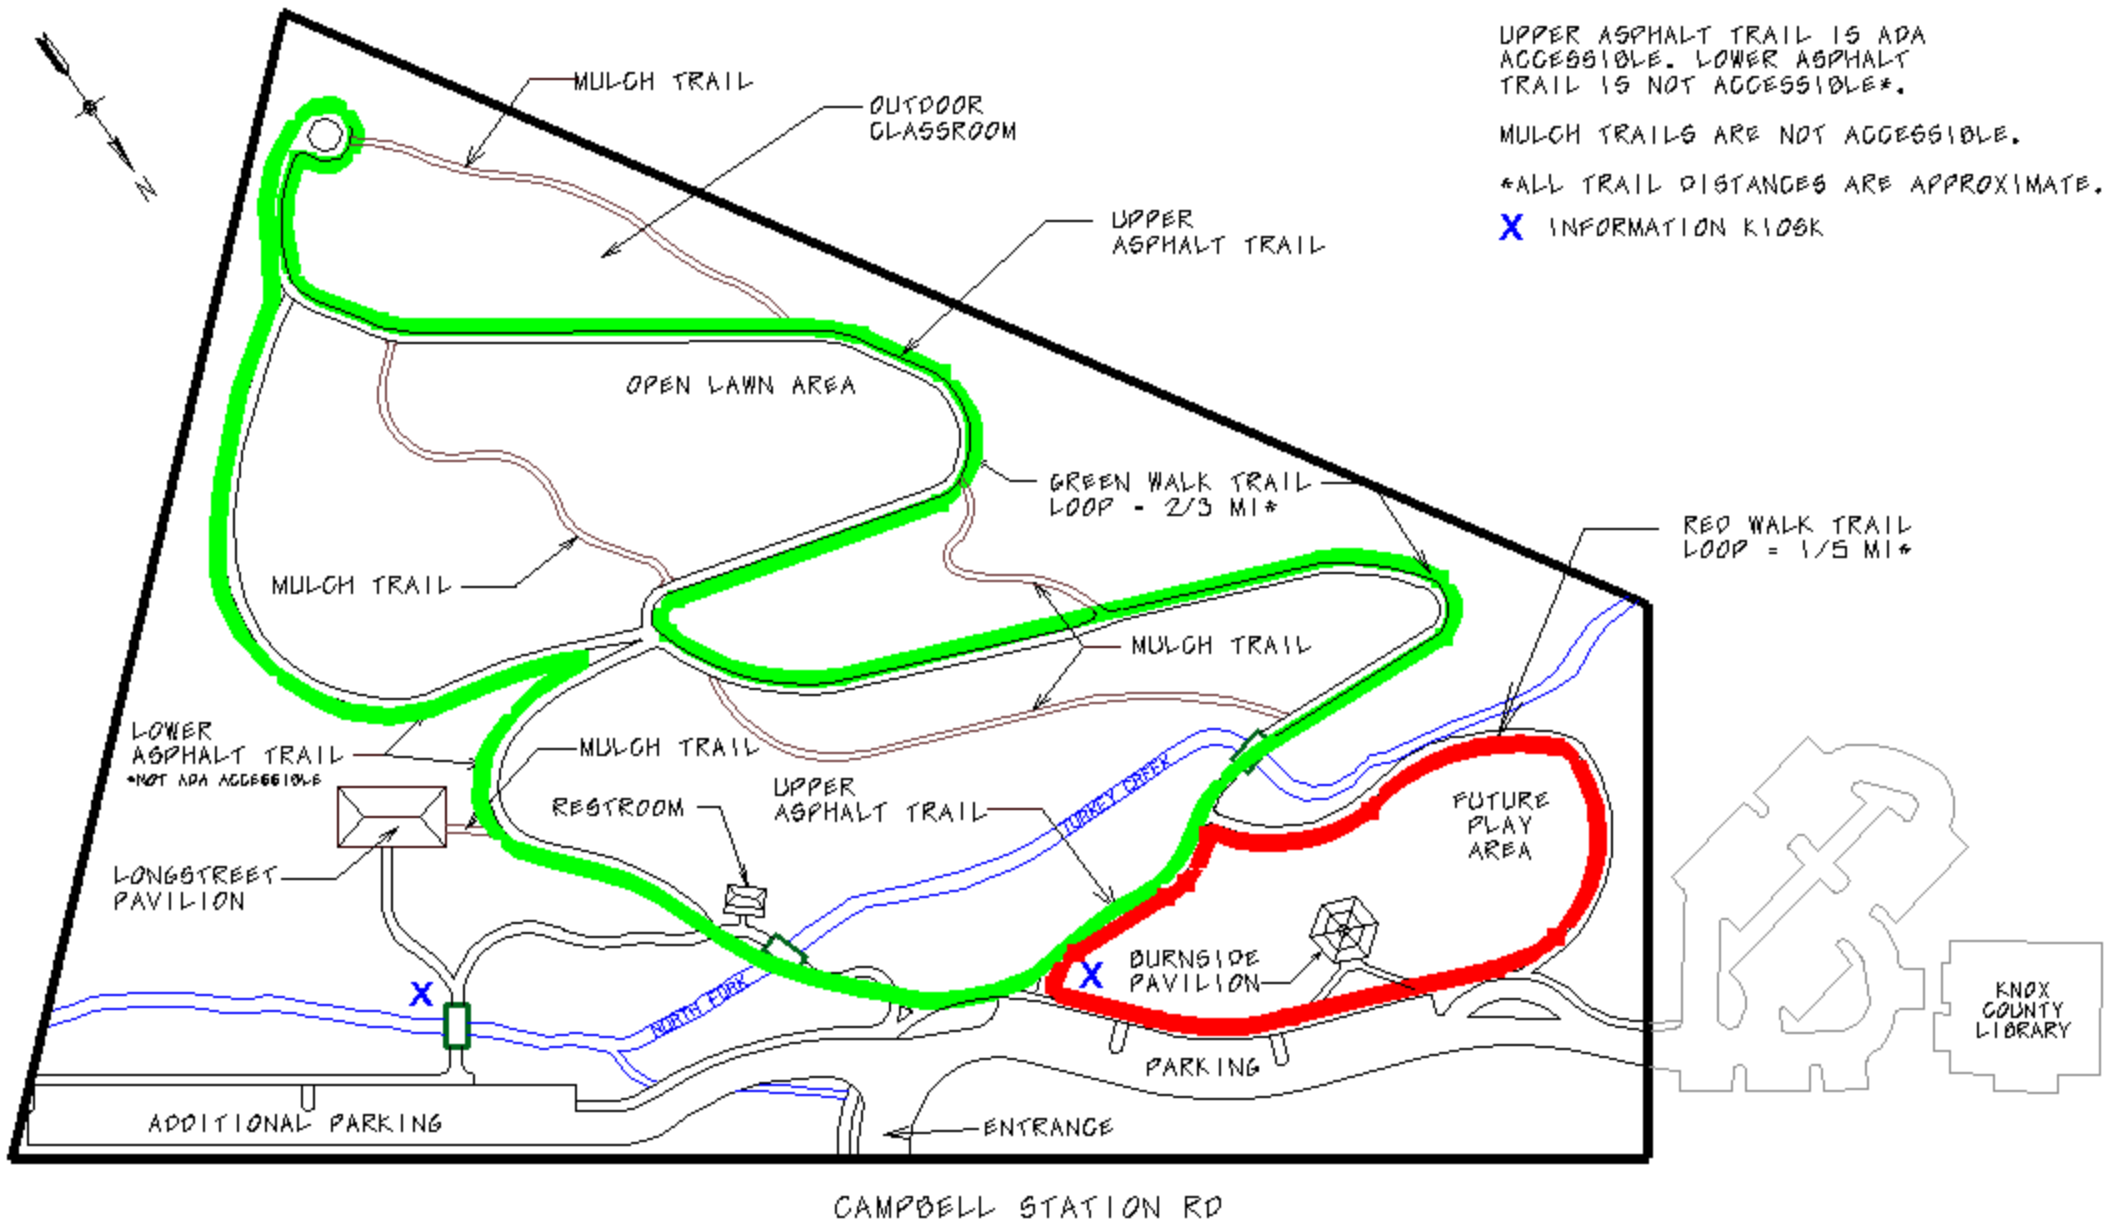 UPPER ASPHALT TRAIL IS ADA
ACCESSIBLE. LOWER ASPHALT
TRAIL IS NOT ACCESSIBLE*.
MULCH TRAILS ARE NOT ACCESSIBLE.
*ALL TRAIL DISTANCES ARE APPROXIMATE.
X INFORMATION KIOSK
N
MULCH TRAIL
OUTDOOR
CLASSROOM
UPPER
ASPHALT TRAIL
OPEN LAWN AREA
GREEN WALK TRAIL
LOOP - 2/3 MI*
RED WALK TRAIL
LOOP = 1/5 MI*
MULCH TRAIL
MULCH TRAIL
LOWER
ASPHALT TRAIL
*NOT ADA ACCESSIBLE
MULCH TRAIL
RESTROOM
UPPER
ASPHALT TRAIL
TURKEY CREEK
FUTURE
PLAY
AREA
LONGSTREET
PAVILION
X
NORTH FORK
X
BURNSIDE
PAVILION
KNOX
COUNTY
LIBRARY
PARKING
ADDITIONAL PARKING
ENTRANCE
CAMPBELL STATION RD